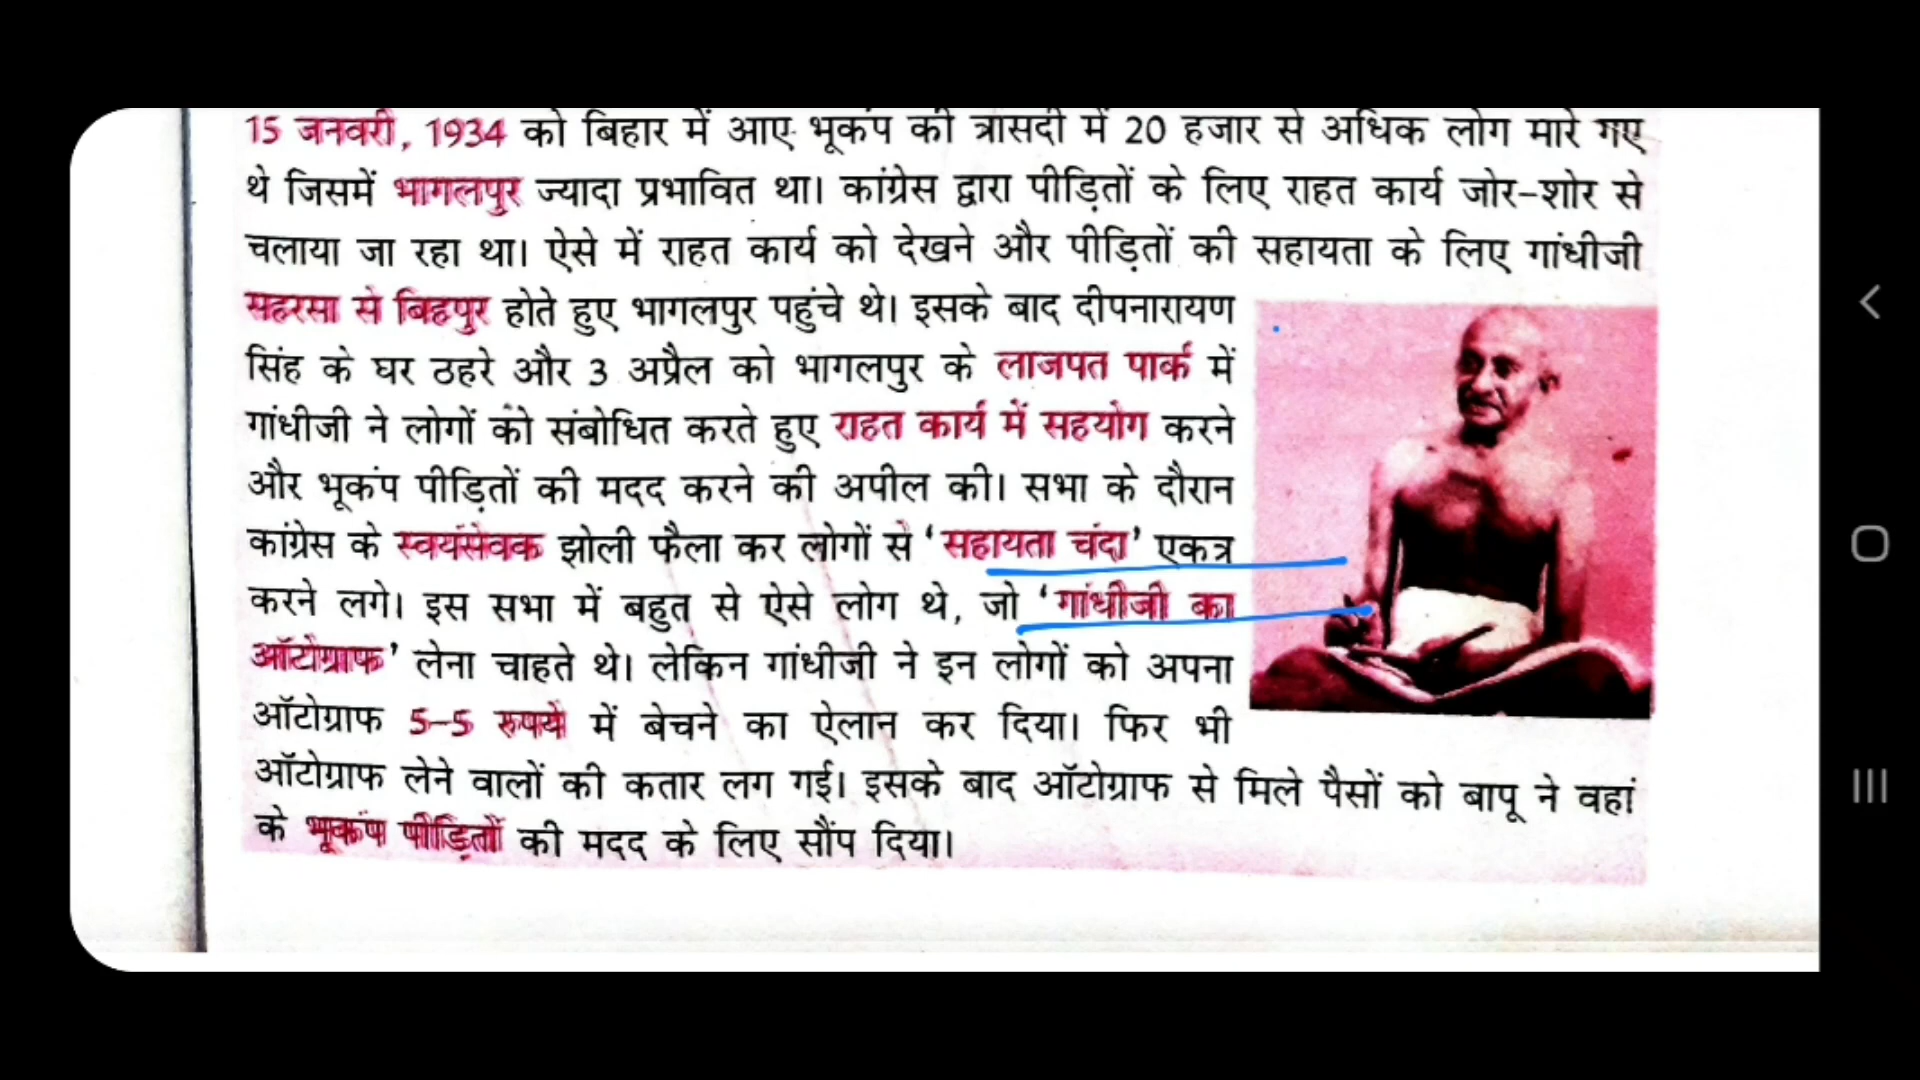 15 जनवरी, 1934 को बिहार में आए भूकंप की त्रासदी में 20 हजार से अधिक लोग मारे गए
थे जिसमें भागलपुर ज्यादा प्रभावित था। कांग्रेस द्वारा पीड़ितों के लिए राहत कार्य जोर-शोर से
चलाया जा रहा था। ऐसे में राहत कार्य को देखने और पीड़ितों की सहायता के लिए गांधीजी
सहरसा से बिहपुर होते हुए भागलपुर पहुंचे थे। इसके बाद दीपनारायण
सिंह के घर ठहरे और 3 अप्रैल को भागलपुर के लाजपत पार्क में
गांधीजी ने लोगों को संबोधित करते हुए राहत कार्य में सहयोग करने
और भूकंप पीड़ितों की मदद करने की अपील की। सभा के दौरान
कांग्रेस के स्वयंसेवक झोली फैला कर लोगों से ‘सहायता चंदा’ एकत्र
करने लगे। इस सभा में बहुत से ऐसे लोग थे, जो ‘गांधीजी का
ऑटोग्राफ’ लेना चाहते थे। लेकिन गांधीजी ने इन लोगों को अपना
ऑटोग्राफ 5-5 रुपये में बेचने का ऐलान कर दिया। फिर भी
ऑटोग्राफ लेने वालों की कतार लग गई। इसके बाद ऑटोग्राफ से मिले पैसों को बापू ने वहां
के भूकंप पीड़ितों की मदद के लिए सौंप दिया।